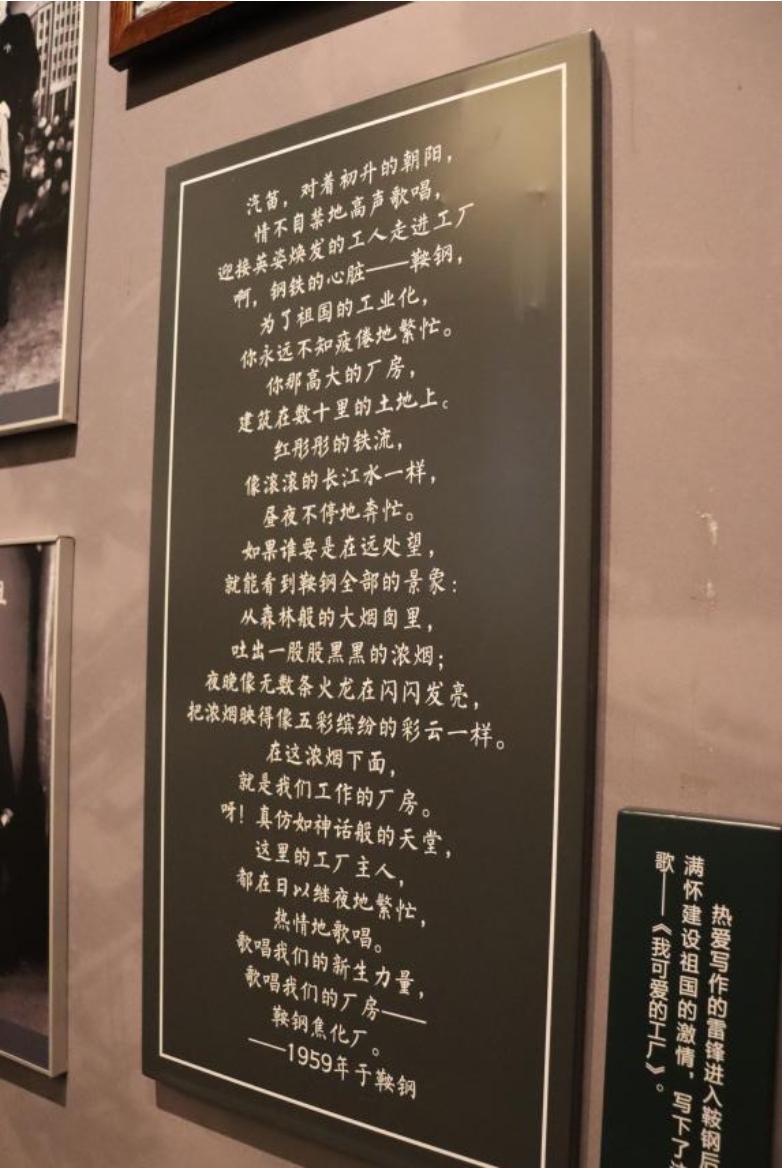 汽笛，对着初升的朝阳，
情不自禁地高声歌唱，
迎接英姿焕发的工人走进工厂
啊，钢铁的心脏——鞍钢，
为了祖国的工业化，
你永远不知疲倦地繁忙。
你那高大的厂房，
建筑在数十里的土地上。
红彤彤的铁流，
像滚滚的长江水一样，
昼夜不停地奔忙。
如果谁要是在远处望，
就能看到鞍钢全部的景象：
从森林般的大烟囱里，
吐出一股股黑黑的浓烟；
夜晚像无数条火龙在闪闪发亮，
把浓烟映得像五彩缤纷的彩云一样。
在这浓烟下面，
就是我们工作的厂房。
呀！真仿如神话般的天堂，
这里的工厂主人，
都在日以继夜地繁忙，
热情地歌唱。
歌唱我们的新生力量，
歌唱我们的厂房——
鞍钢焦化厂。
——1959年于鞍钢
热爱写作的雷锋进入鞍钢后
满怀建设祖国的激情，写下了
歌——《我可爱的工厂》。